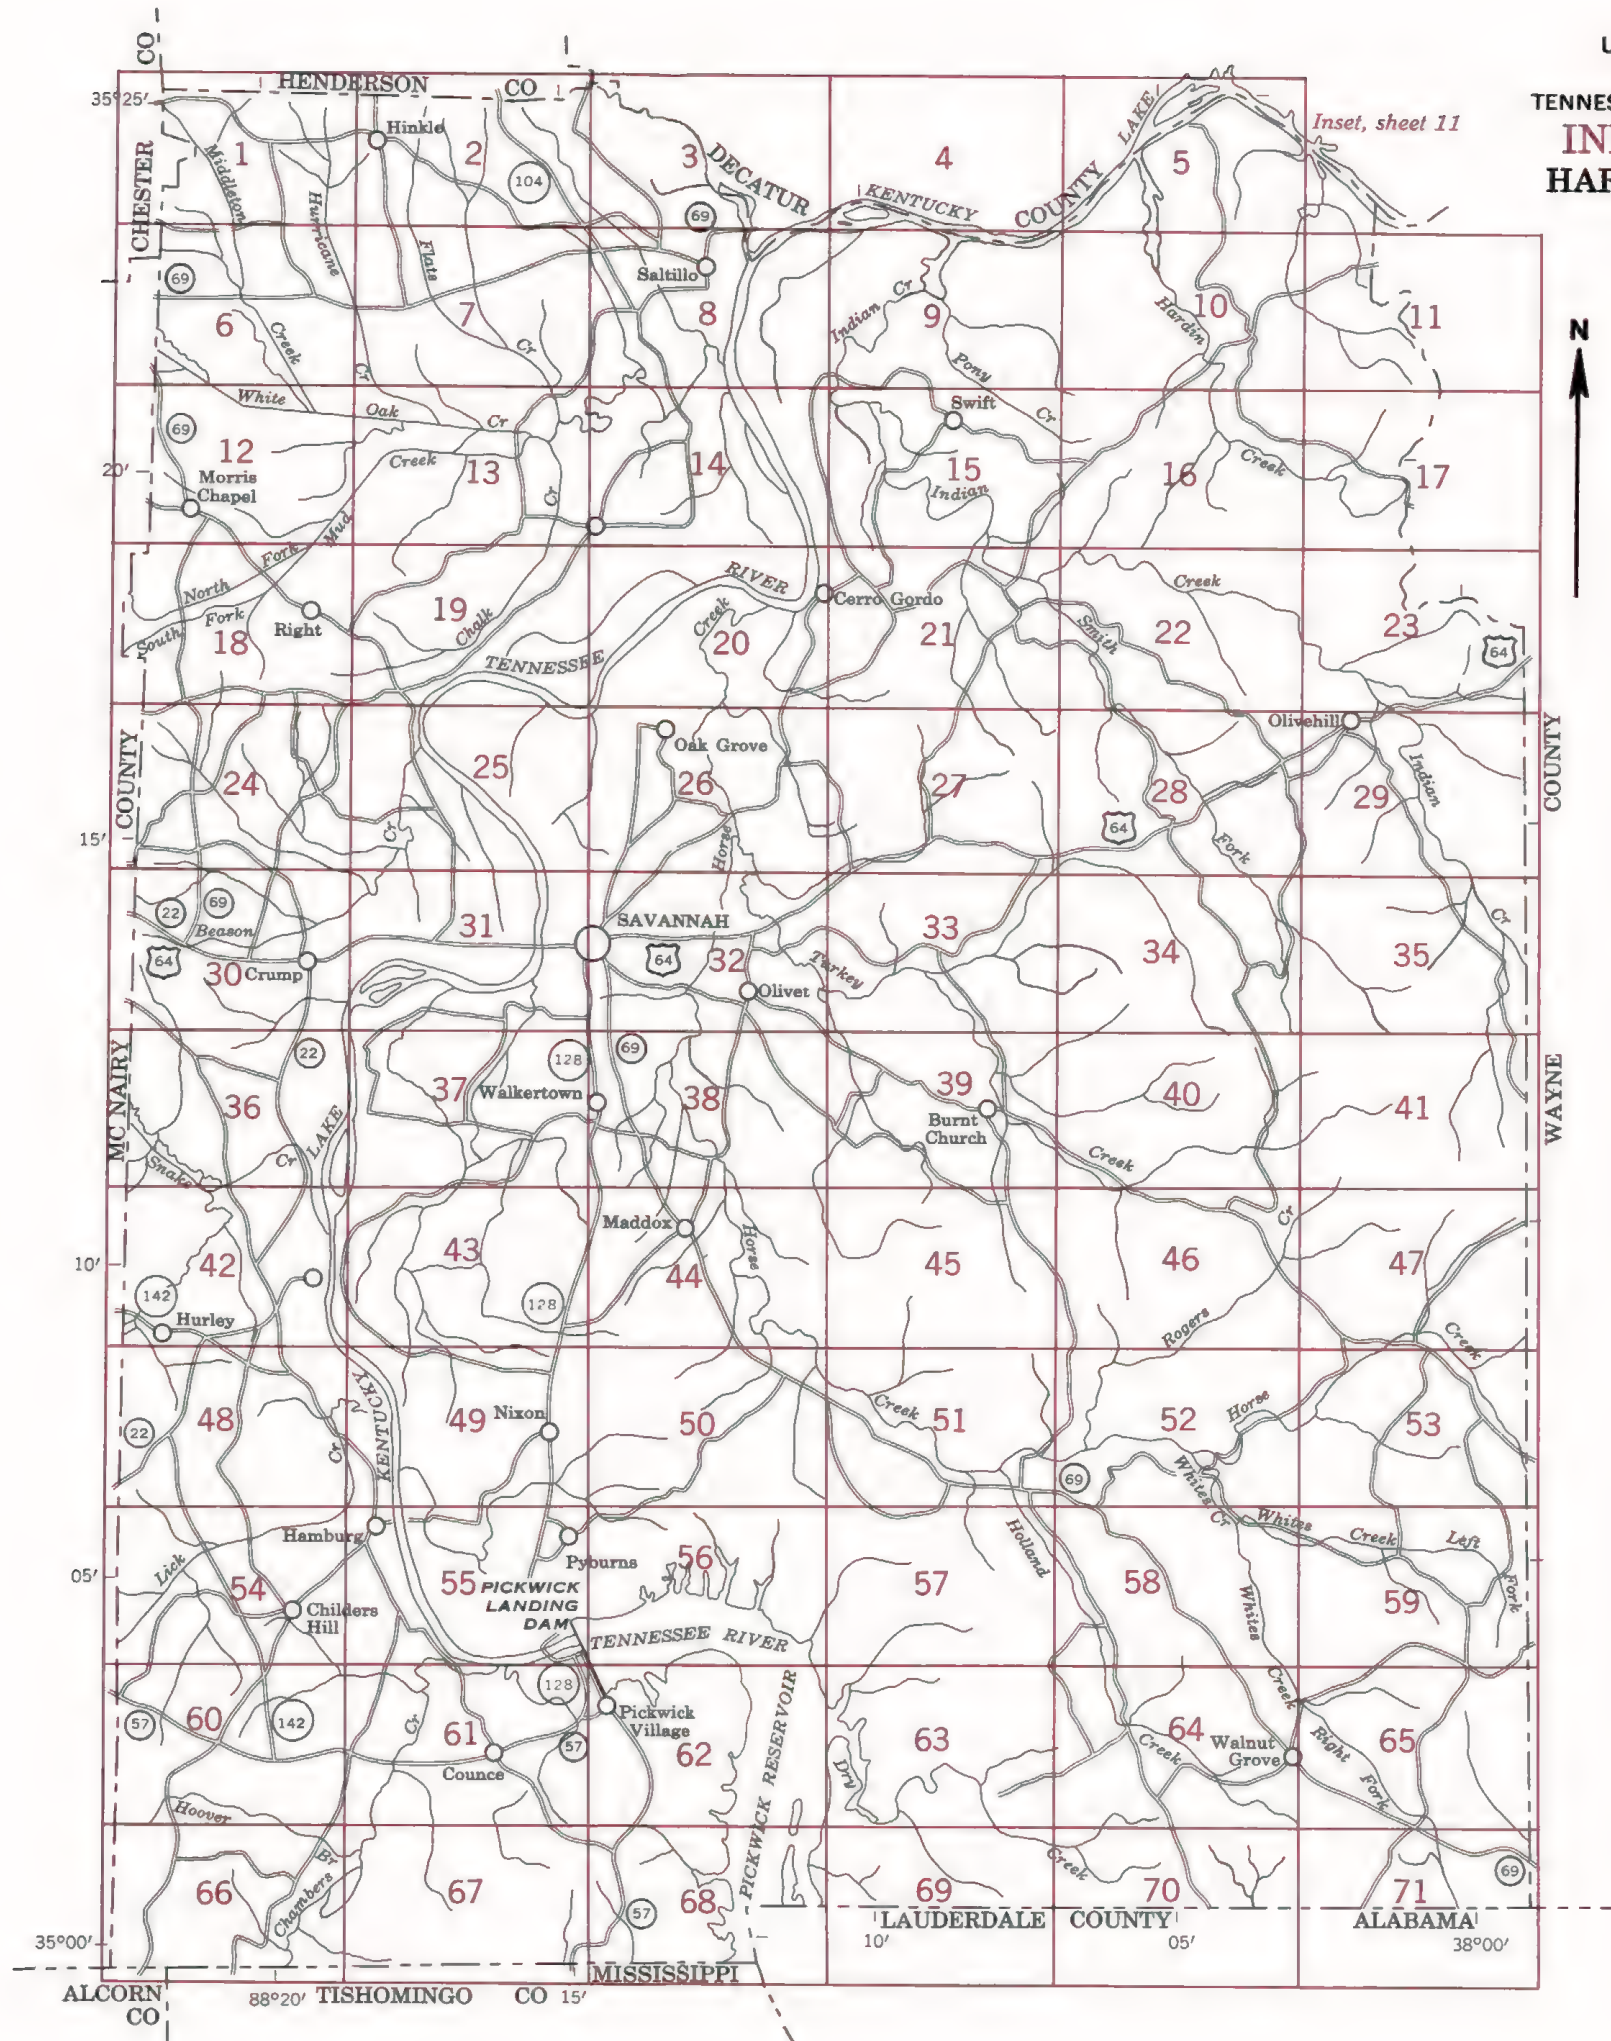 U
TENNES
IN
HAR
Inset, sheet 11
N
CO
HENDERSON
CO
35°25'
CHESTER
DECATUR
KENTUCKY
COUNTY
LAKE
Hinkle
1
2
3
4
5
104
69
Middleton
Hurricane
Flats
Saltillo
69
6
Creek
7
8
9
10
11
Indian Cr
Hardin
Pony
Cr
Cr
Cr
White
Oak
Cr
Swift
69
12
13
14
15
16
17
20'
Creek
Creek
Morris
Chapel
Indian
Cr
Mud
Fork
North
RIVER
Cerro Gordo
Creek
Fork
South
18
Right
19
Chalk
TENNESSEE
Creek
20
21
Smith
22
23
64
Olivehill
Oak Grove
COUNTY
24
25
26
27
28
29
Indian
COUNTY
64
15'
Cr
Horse
Fork
22
69
Beason
64
30
Crump
31
SAVANNAH
64
32
33
34
35
Cr
Turkey
Olivet
22
128
69
MC NAIRY
36
37
Walkertown
38
39
40
41
WAYNE
Burnt
Church
LAKE
Cr
Snake
Creek
Maddox
Horse
Cr
10'
42
43
44
45
46
47
142
128
Hurley
Rogers
Creek
KENTUCKY
48
49
Nixon
50
Creek
51
52
Horse
53
22
Cr
69
Whites
Cr
Whites
Creek
Left
Fork
Hamburg
Pyburns
Holland
Lick
05'
54
55
56
57
58
59
Childers
Hill
PICKWICK
LANDING
DAM
TENNESSEE RIVER
Whites
Creek
128
Pickwick
Village
57
60
142
Cr
61
57
62
PICKWICK RESERVOIR
63
64
Walnut
Grove
65
Counce
Dry
Creek
Right
Fork
Hoover
Br
Chambers
Creek
66
67
57
68
69
70
71
69
LAUDERDALE COUNTY
ALABAMA
35°00'
10'
05'
38°00'
MISSISSIPPI
ALCORN
CO
88°20'
TISHOMINGO
CO
15'